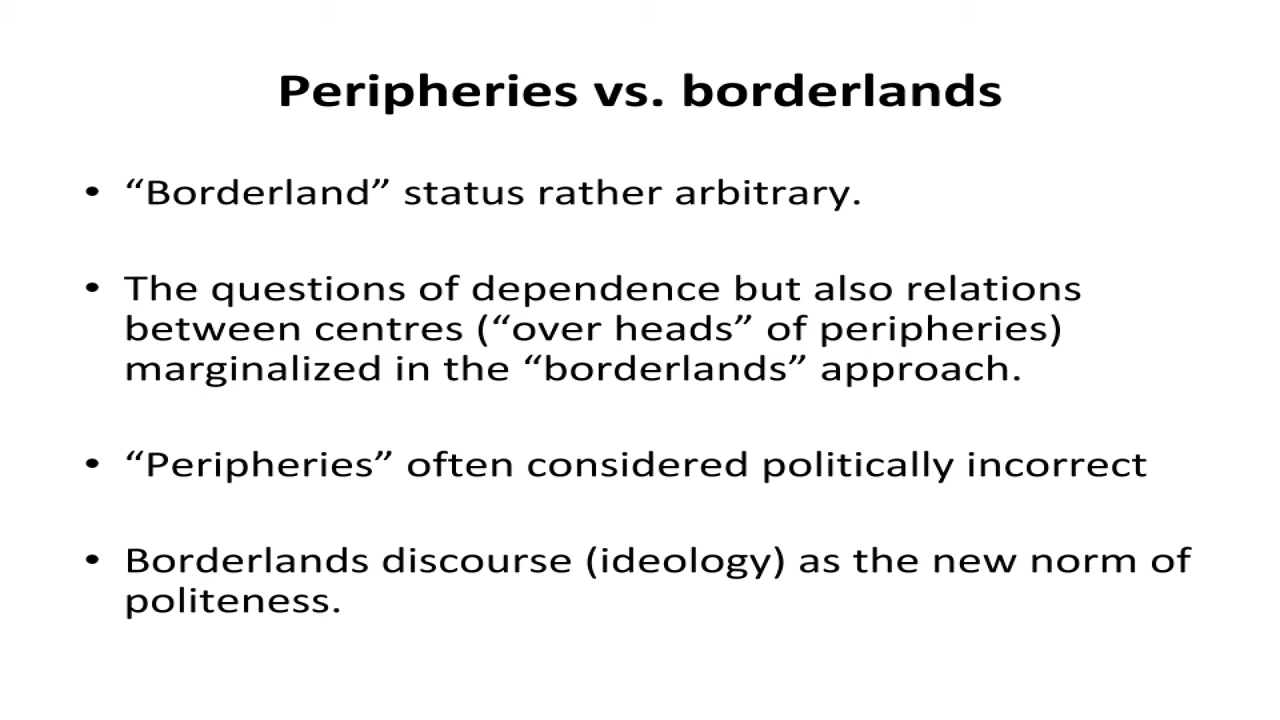 Peripheries vs. borderlands
• “Borderland” status rather arbitrary.
• The questions of dependence but also relations
between centres (“over heads” of peripheries)
marginalized in the “borderlands” approach.
• “Peripheries” often considered politically incorrect
• Borderlands discourse (ideology) as the new norm of
politeness.